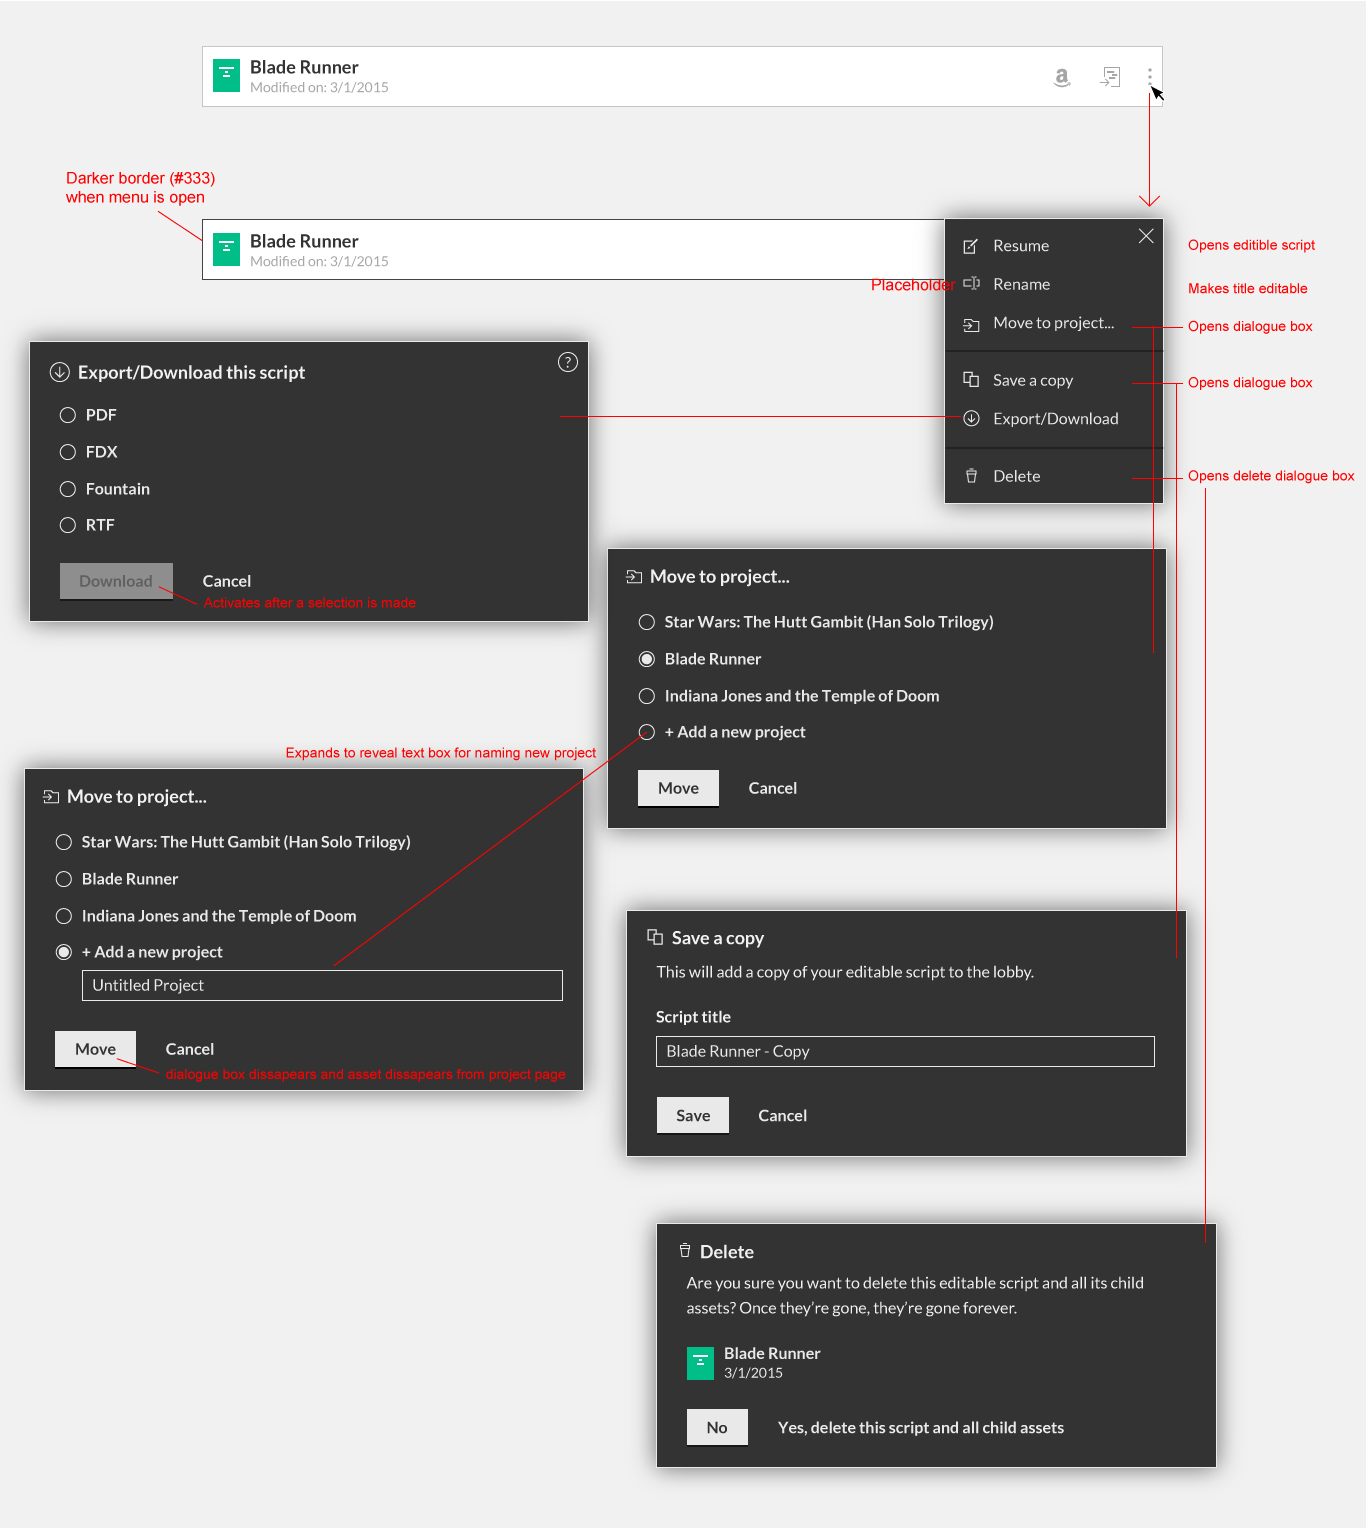 Blade Runner
Modified on: 3/1/2015
a
Darker border (#333)
when menu is open
Blade Runner
Modified on: 3/1/2015
Resume
Opens editible script
Placeholder
Rename
Makes title editable
Move to project...
Opens dialogue box
Save a copy
Opens dialogue box
Export/Download
Delete
Opens delete dialogue box
Export/Download this script
?
PDF
FDX
Fountain
RTF
Download
Cancel
Activates after a selection is made
Move to project...
Star Wars: The Hutt Gambit (Han Solo Trilogy)
Blade Runner
Indiana Jones and the Temple of Doom
+ Add a new project
Move
Cancel
Expands to reveal text box for naming new project
Move to project...
Star Wars: The Hutt Gambit (Han Solo Trilogy)
Blade Runner
Indiana Jones and the Temple of Doom
+ Add a new project
Untitled Project
Move
Cancel
dialogue box dissapears and asset dissapears from project page
Save a copy
This will add a copy of your editable script to the lobby.
Script title
Blade Runner - Copy
Save
Cancel
Delete
Are you sure you want to delete this editable script and all its child
assets? Once they’re gone, they’re gone forever.
Blade Runner
3/1/2015
No
Yes, delete this script and all child assets